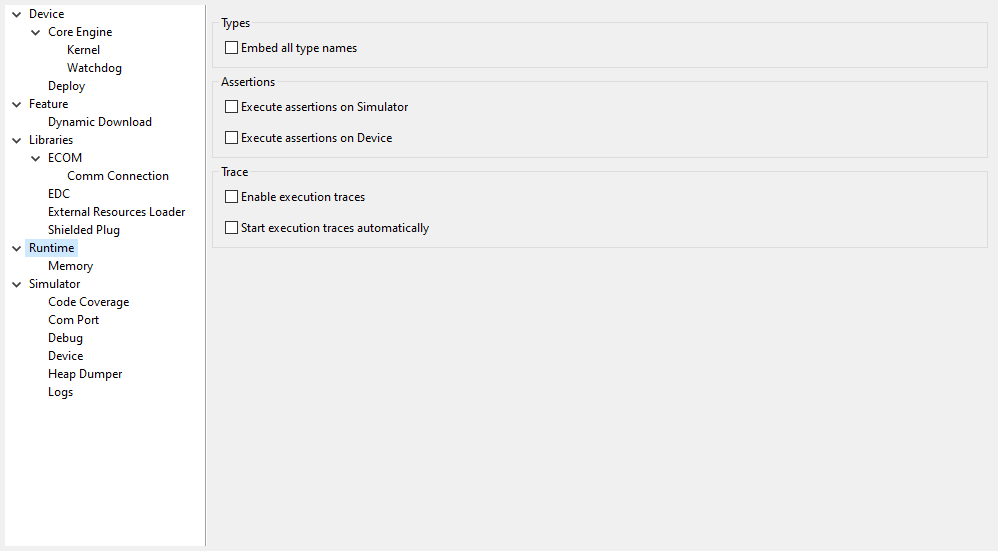 Device
Core Engine
Kernel
Watchdog
Deploy
Feature
Dynamic Download
Libraries
ECOM
Comm Connection
EDC
External Resources Loader
Shielded Plug
Runtime
Memory
Simulator
Code Coverage
Com Port
Debug
Device
Heap Dumper
Logs
Types
Embed all type names
Assertions
Execute assertions on Simulator
Execute assertions on Device
Trace
Enable execution traces
Start execution traces automatically